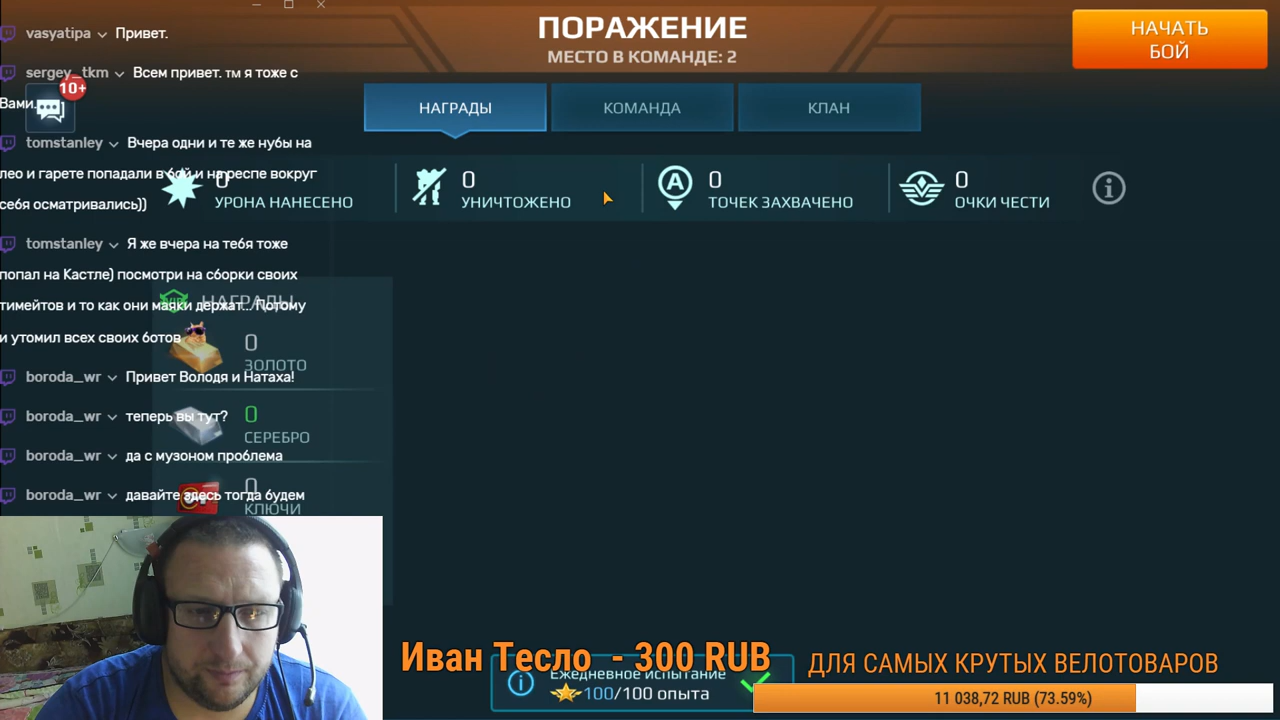 vasyatipa Привет.
sergey_tkm Всем привет. тм я тоже с
Вами.
10+
tomstanley Вчера одни и те же нубы на
лео и гарете попадали в бой и на респе вокруг
себя осматривались))
tomstanley Я же вчера на тебя тоже
попал на Кастле) посмотри на сборки своих
тимейтов и то как они маяки держат... Потому
и утомил всех своих ботов
boroda_wr Привет Володя и Натаха!
boroda_wr теперь вы тут?
boroda_wr да с музоном проблема
boroda_wr давайте здесь тогда будем
ПОРАЖЕНИЕ
МЕСТО В КОМАНДЕ: 2
НАЧАТЬ
БОЙ
НАГРАДЫ
КОМАНДА
КЛАН
0
УРОНА НАНЕСЕНО
0
УНИЧТОЖЕНО
A
0
ТОЧЕК ЗАХВАЧЕНО
0
ОЧКИ ЧЕСТИ
НАГРАДЫ
0
ЗОЛОТО
0
СЕРЕБРО
0
КЛЮЧИ
Иван Тесло - 300 RUB
Ежедневное испытание
100/100 опыта
ДЛЯ САМЫХ КРУТЫХ ВЕЛОТОВАРОВ
11 038,72 RUB (73.59%)